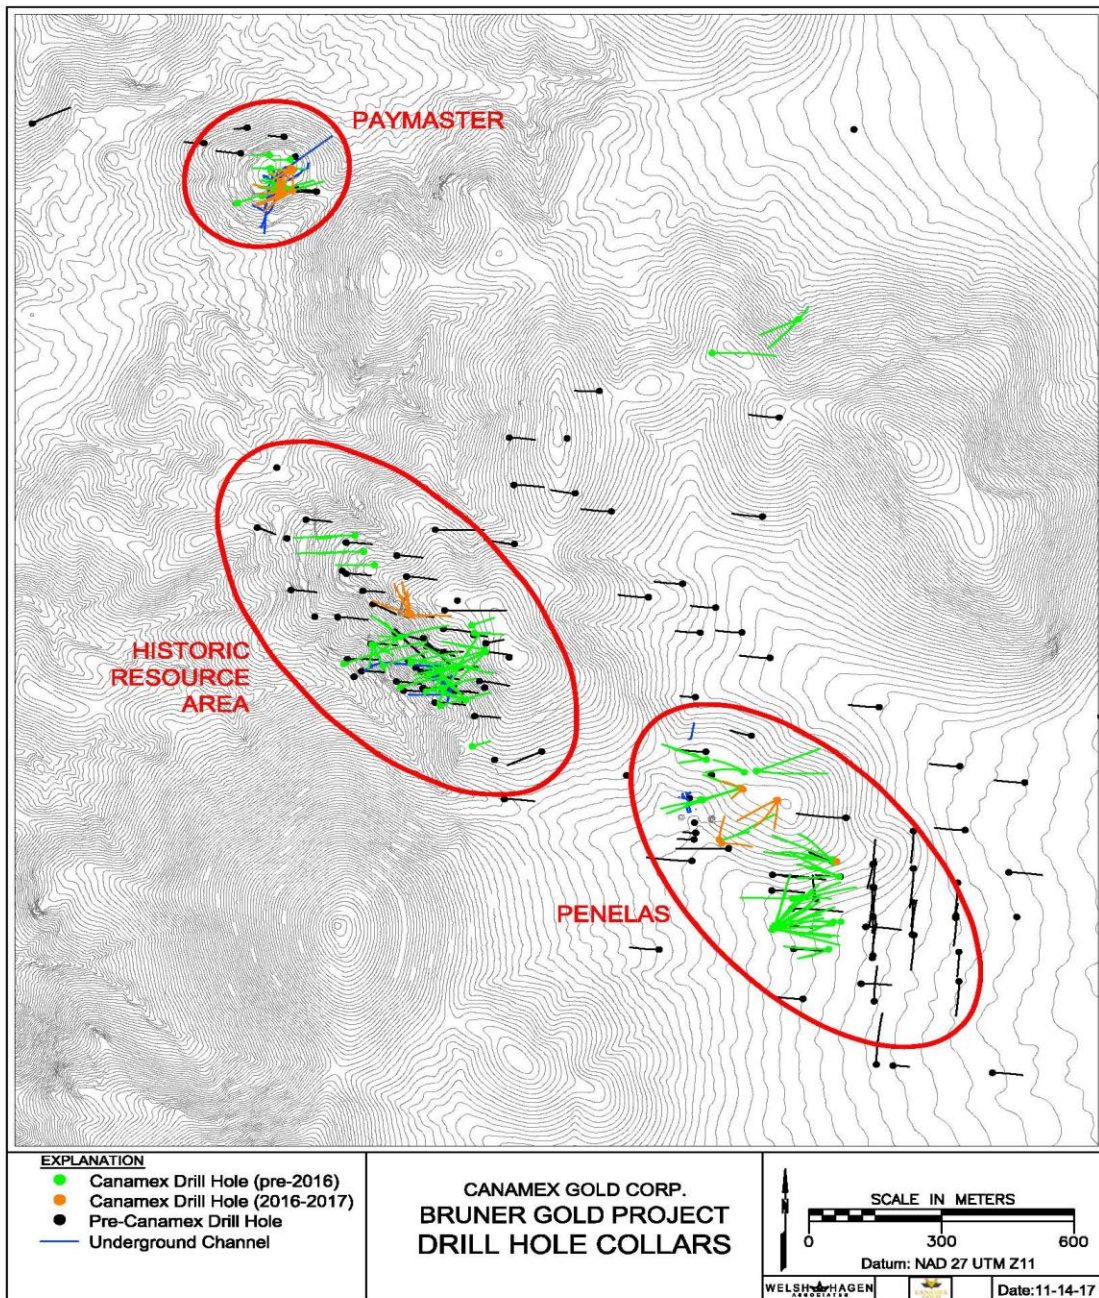 PAYMASTER
HISTORIC
RESOURCE
AREA
PENELAS
EXPLANATION
Canamex Drill Hole (pre-2016)
Canamex Drill Hole (2016-2017)
Pre-Canamex Drill Hole
Underground Channel
CANAMEX GOLD CORP.
BRUNER GOLD PROJECT
DRILL HOLE COLLARS
SCALE IN METERS
0 300 600
Datum: NAD 27 UTM Z11
WELSH HAGEN
ASSOCIATES
CANAMEX
Date:11-14-17